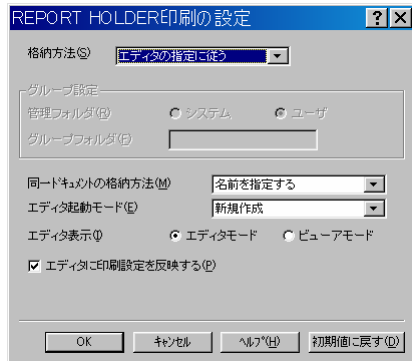 REPORT HOLDER印刷の設定
格納方法(S) エディタの指定に従う
グループ設定
管理フォルダ(R) システム ユーザ
グループフォルダ(F)
同一ドキュメントの格納方法(M) 名前を指定する
エディタ起動モード(E) 新規作成
エディタ表示(I) エディタモード ビューアモード
エディタに印刷設定を反映する(P)
OK キャンセル ヘルプ(H) 初期値に戻す(D)